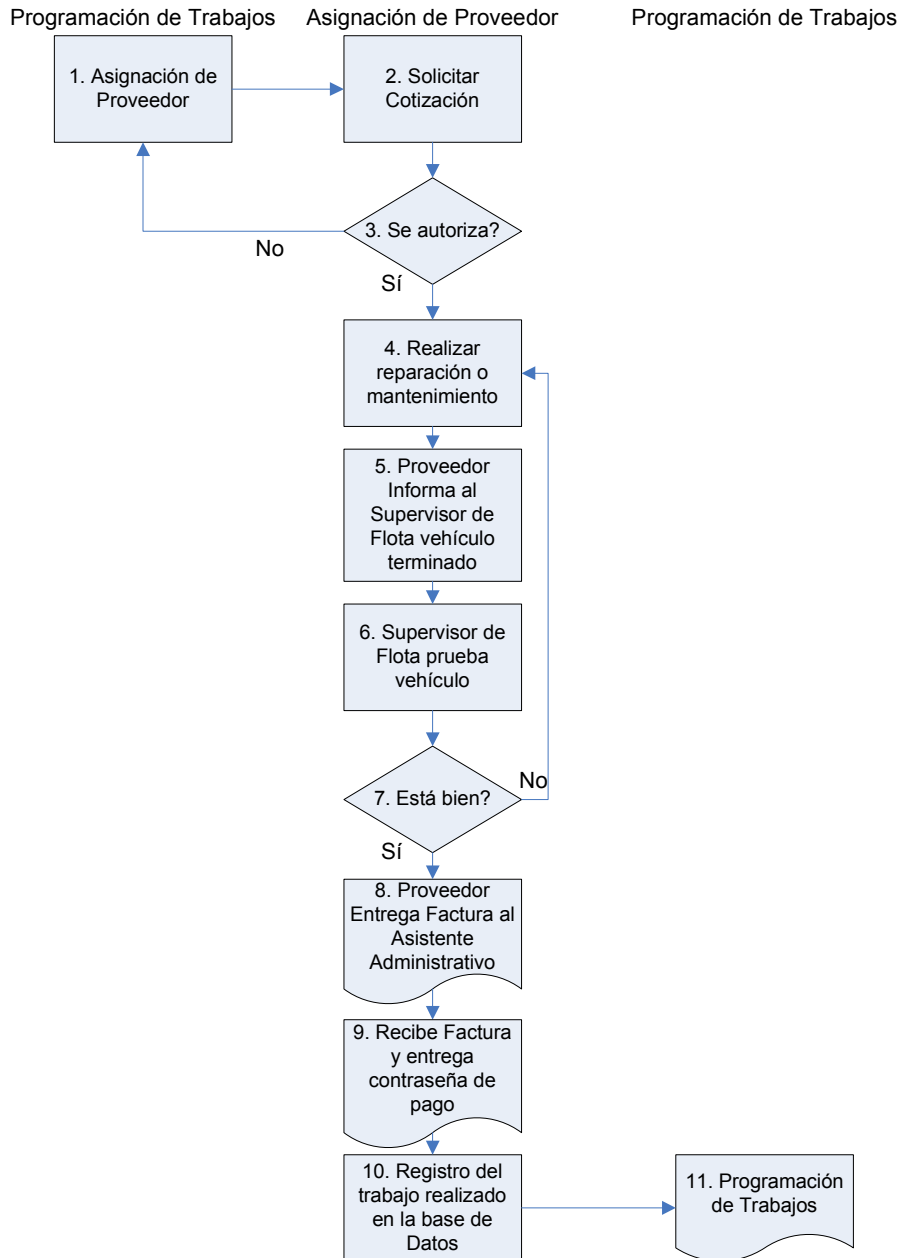 Programación de Trabajos
Asignación de Proveedor
Programación de Trabajos
1. Asignación de
Proveedor
2. Solicitar
Cotización
3. Se autoriza?
No
Sí
4. Realizar
reparación o
mantenimiento
5. Proveedor
Informa al
Supervisor de
Flota vehículo
terminado
6. Supervisor de
Flota prueba
vehículo
7. Está bien?
No
Sí
8. Proveedor
Entrega Factura al
Asistente
Administrativo
9. Recibe Factura
y entrega
contraseña de
pago
10. Registro del
trabajo realizado
en la base de
Datos
11. Programación
de Trabajos